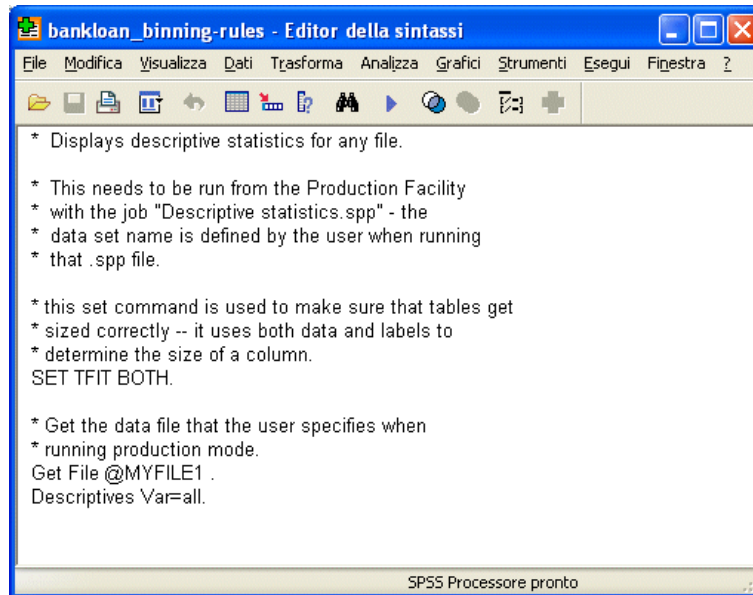 bankloan_binning-rules - Editor della sintassi
File Modifica Visualizza Dati Trasforma Analizza Grafici Strumenti Esegui Finestra ?
* Displays descriptive statistics for any file.
* This needs to be run from the Production Facility
* with the job "Descriptive statistics.spp" - the
* data set name is defined by the user when running
* that .spp file.
* this set command is used to make sure that tables get
* sized correctly -- it uses both data and labels to
* determine the size of a column.
SET TFIT BOTH.
* Get the data file that the user specifies when
* running production mode.
Get File @MYFILE1 .
Descriptives Var=all.
SPSS Processore pronto